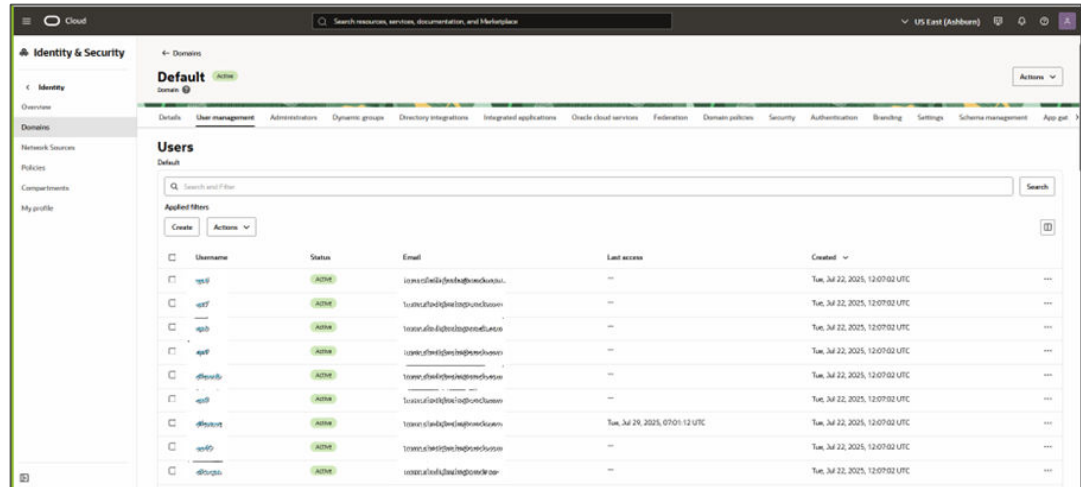 Cloud
Search resources, services, documentation, and Marketplace
US East (Ashburn)
A
Identity & Security
Identity
Overview
Domains
Network Sources
Policies
Compartments
My profile
← Domains
Default Active
Domain
Actions
Details User management Administrators Dynamic groups Directory integrations Integrated applications Oracle cloud services Federation Domain policies Security Authentication Branding Settings Schema management App gat
Users
Default
Search and Filter
Search
Applied filters
Create Actions
Username Status Email Last access Created
Active — Tue, Jul 22, 2025, 12:07:02 UTC
Active — Tue, Jul 22, 2025, 12:07:02 UTC
Active — Tue, Jul 22, 2025, 12:07:02 UTC
Active — Tue, Jul 22, 2025, 12:07:02 UTC
Active — Tue, Jul 22, 2025, 12:07:02 UTC
Active — Tue, Jul 22, 2025, 12:07:02 UTC
Active Tue, Jul 29, 2025, 07:01:12 UTC Tue, Jul 22, 2025, 12:07:02 UTC
Active — Tue, Jul 22, 2025, 12:07:02 UTC
Active — Tue, Jul 22, 2025, 12:07:02 UTC